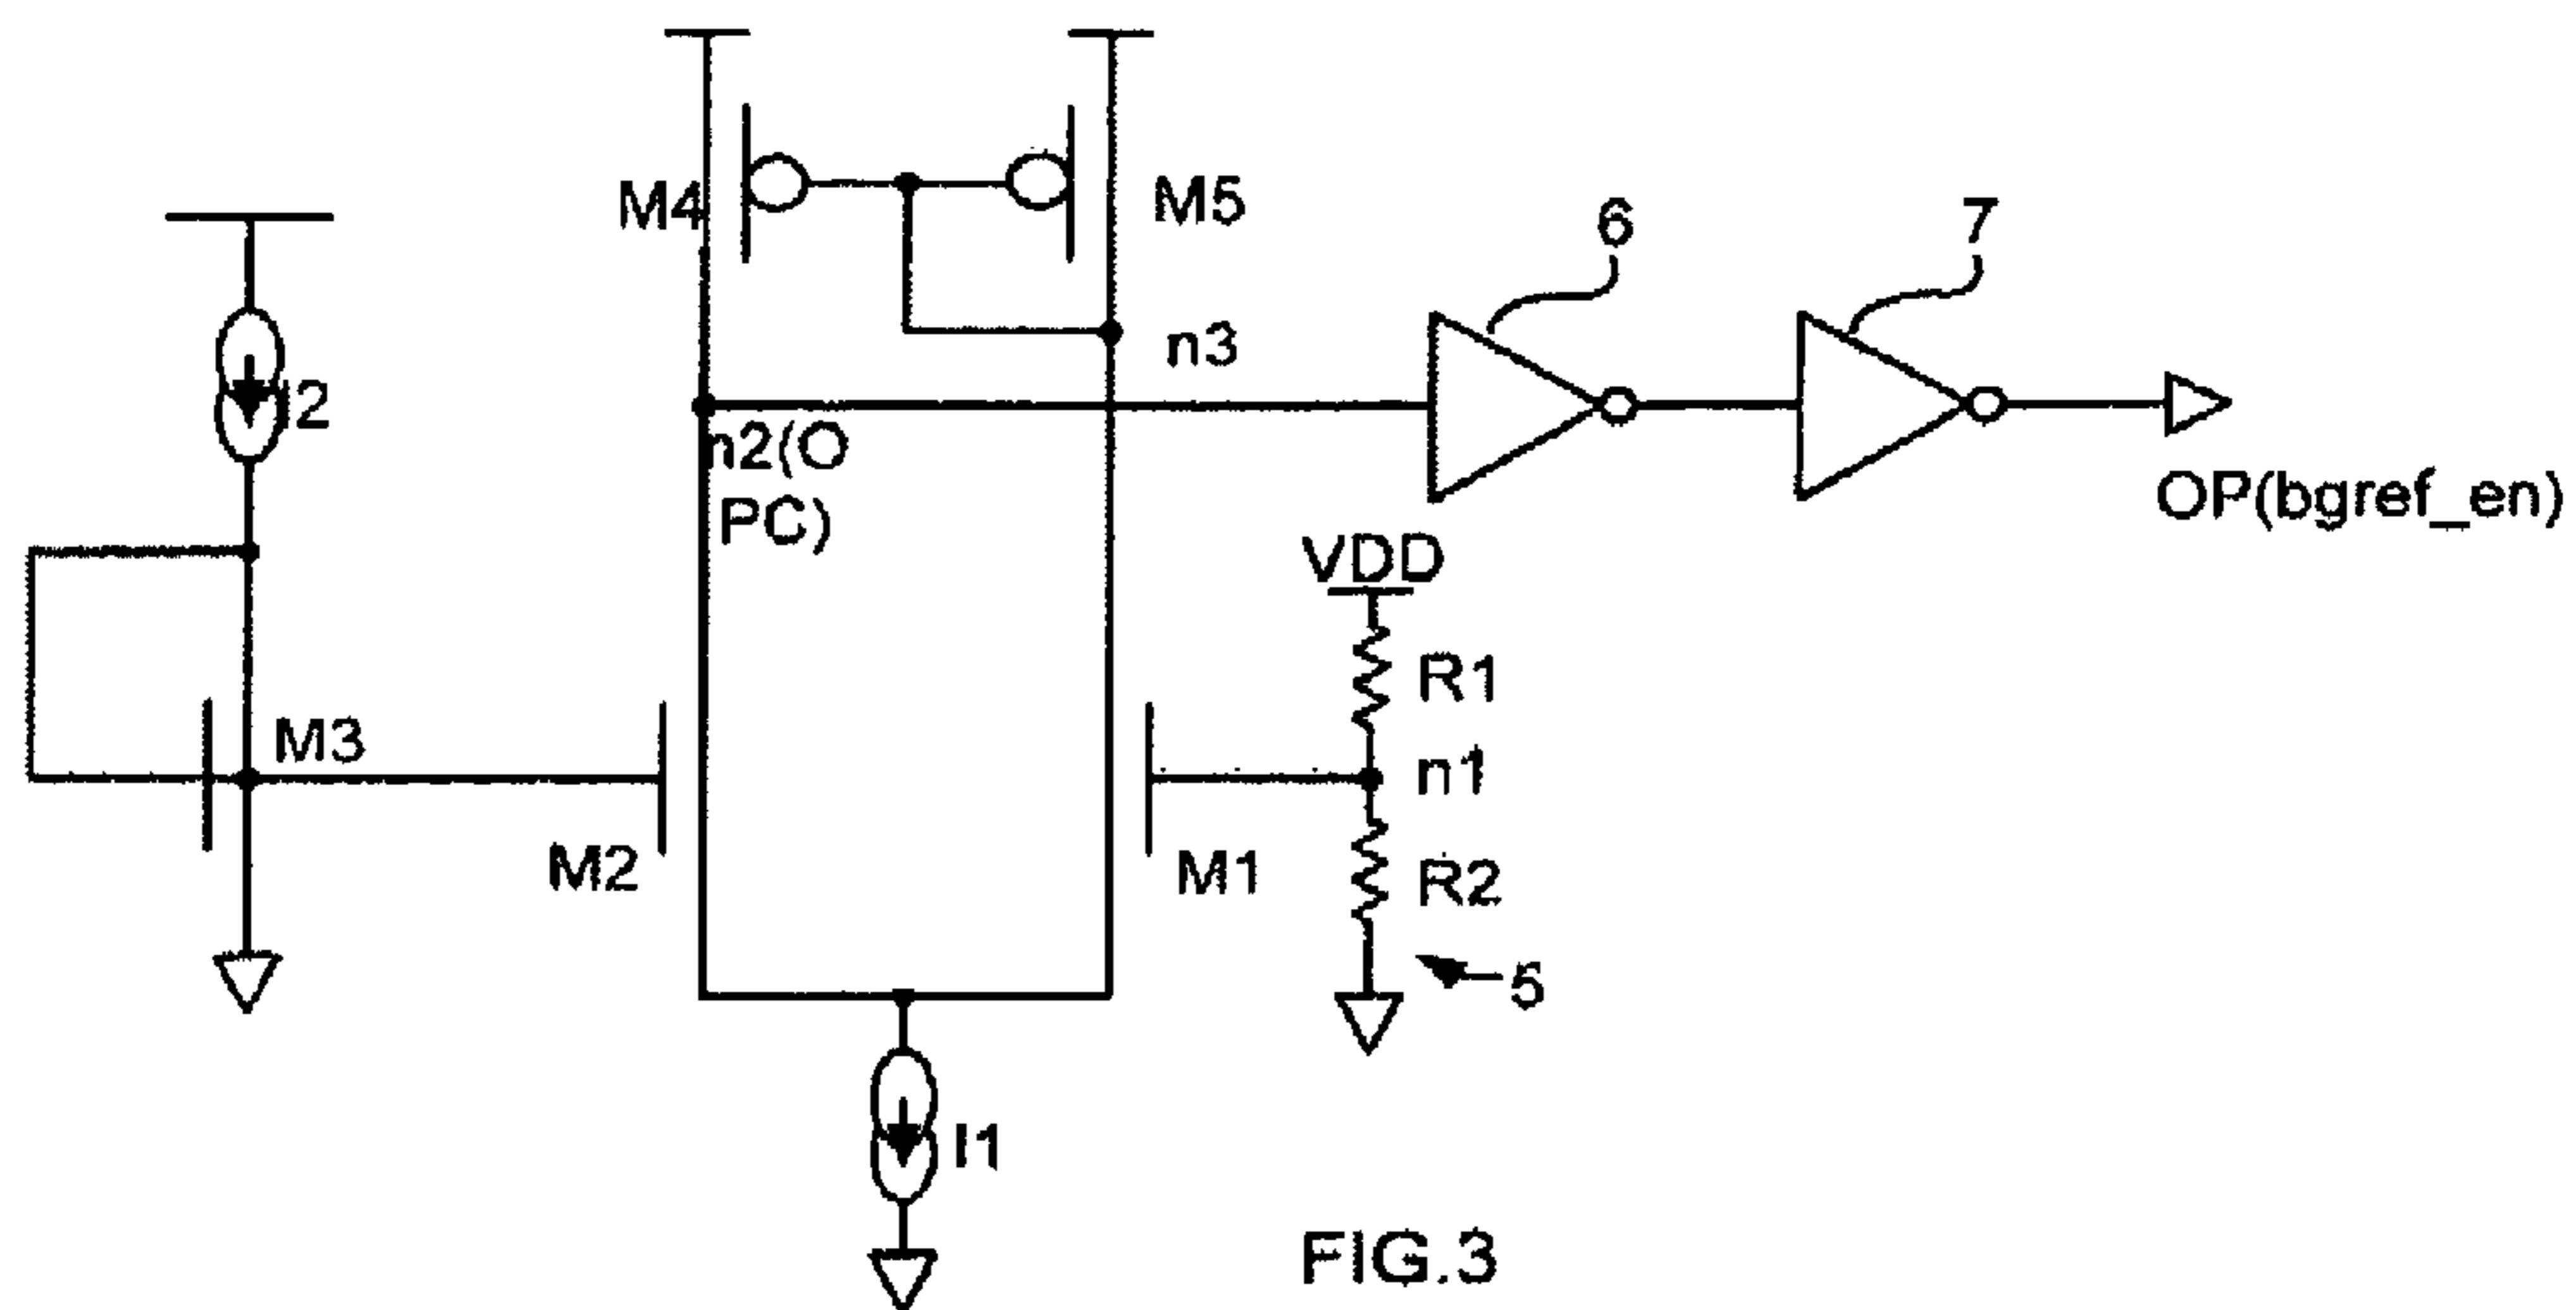 M4
M5
6
7
I2
n3
n2(O
PC)
OP(bgref_en)
VDD
R1
M3
n1
M2
M1
R2
5
I1
FIG.3